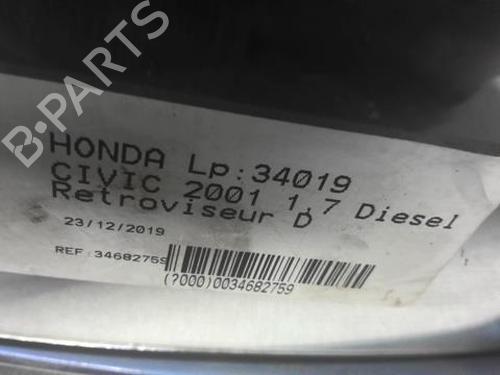 B-PARTS
HONDA Lp:34019
CIVIC 2001 1.7 Diesel
Retroviseur D
23/12/2019
REF:34682759
(?000)0034682759